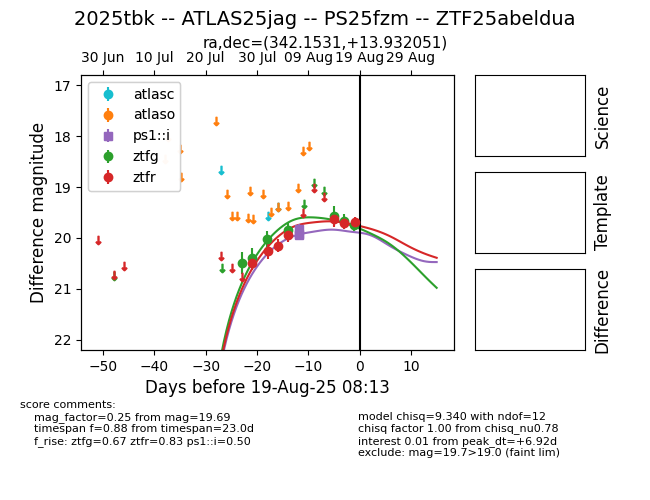 2025tbk -- ATLAS25jag -- PS25fzm -- ZTF25abeldua
ra,dec=(342.1531,+13.932051)
30 Jun 10 Jul 20 Jul 30 Jul 09 Aug 19 Aug 29 Aug
17
18
19
20
21
22
Difference magnitude
atlasc
atlaso
ps1::i
ztfg
ztfr
−50 −40 −30 −20 −10 0 10
Days before 19-Aug-25 08:13
Science
Template
Difference
score comments:
mag_factor=0.25 from mag=19.69
timespan f=0.88 from timespan=23.0d
f_rise: ztfg=0.67 ztfr=0.83 ps1::i=0.50
model chisq=9.340 with ndof=12
chisq factor 1.00 from chisq_nu0.78
interest 0.01 from peak_dt=+6.92d
exclude: mag=19.7>19.0 (faint lim)